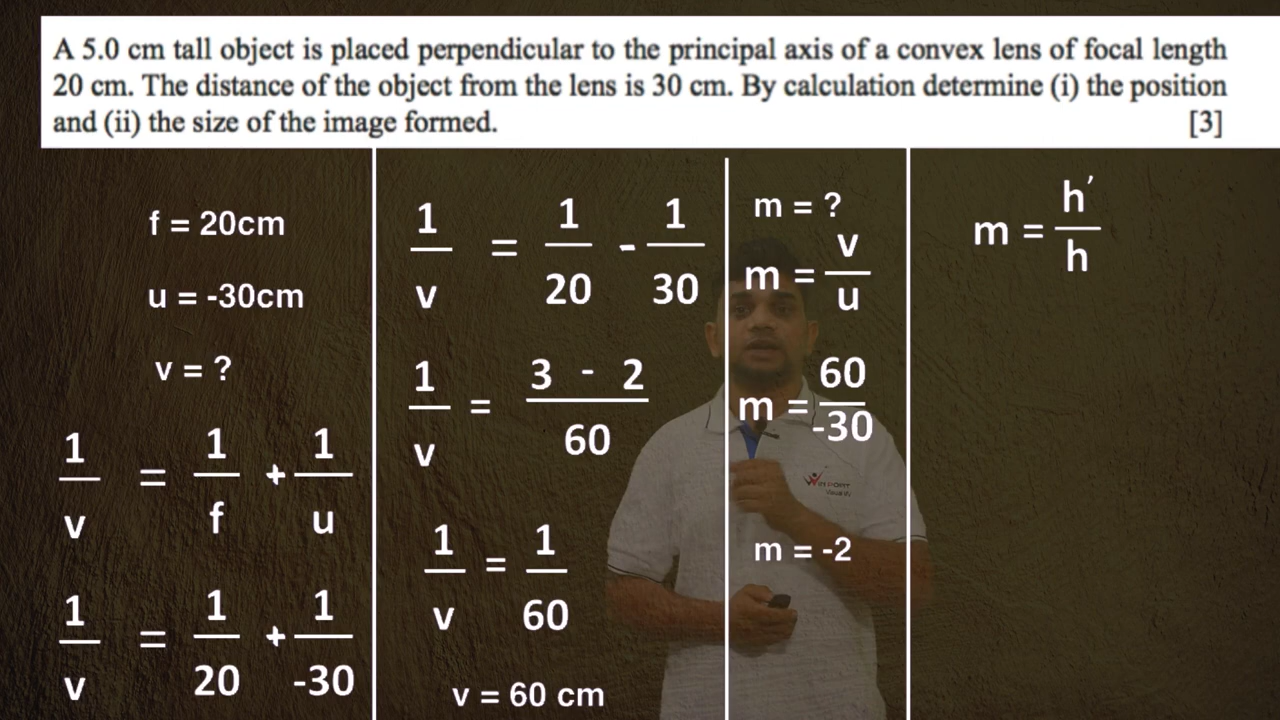 A 5.0 cm tall object is placed perpendicular to the principal axis of a convex lens of focal length
20 cm. The distance of the object from the lens is 30 cm. By calculation determine (i) the position
and (ii) the size of the image formed. [3]
f = 20cm
u = -30cm
v = ?
1/v = 1/f + 1/u
1/v = 1/20 + 1/-30
1/v = 1/20 - 1/30
1/v = 3 - 2/60
1/v = 1/60
v = 60 cm
m = ?
m = v/u
m = 60/-30
m = -2
m = h′/h